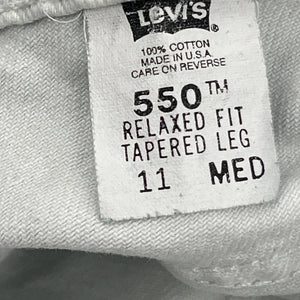 LEVI'S
100% COTTON
MADE IN U.S.A.
CARE ON REVERSE
550™
RELAXED FIT
TAPERED LEG
11 MED